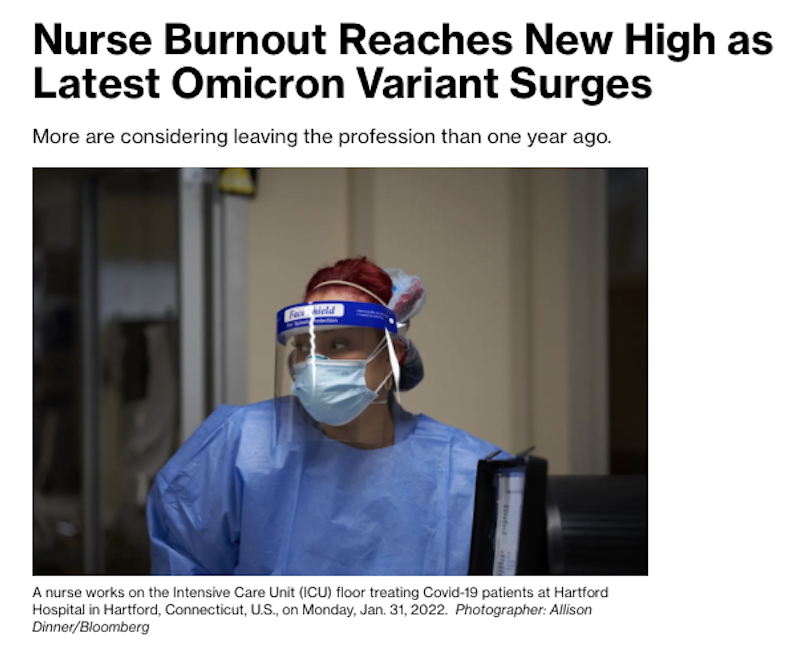 Nurse Burnout Reaches New High as
Latest Omicron Variant Surges
More are considering leaving the profession than one year ago.
Face Shield
A nurse works on the Intensive Care Unit (ICU) floor treating Covid-19 patients at Hartford
Hospital in Hartford, Connecticut, U.S., on Monday, Jan. 31, 2022. Photographer: Allison
Dinner/Bloomberg